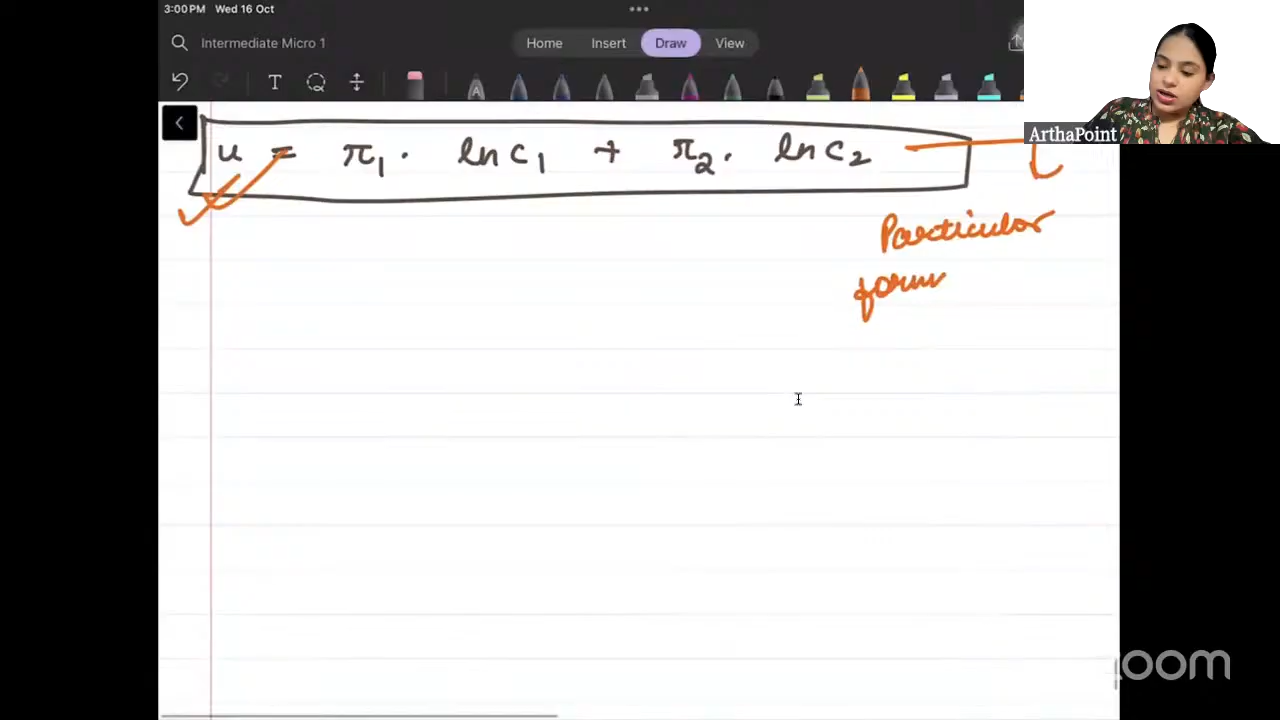 3:00 PM Wed 16 Oct
Intermediate Micro 1
Home Insert Draw View
T
A
ArthaPoint
u = π₁. ln c₁ + π₂. ln c₂
Particular
form
zoom